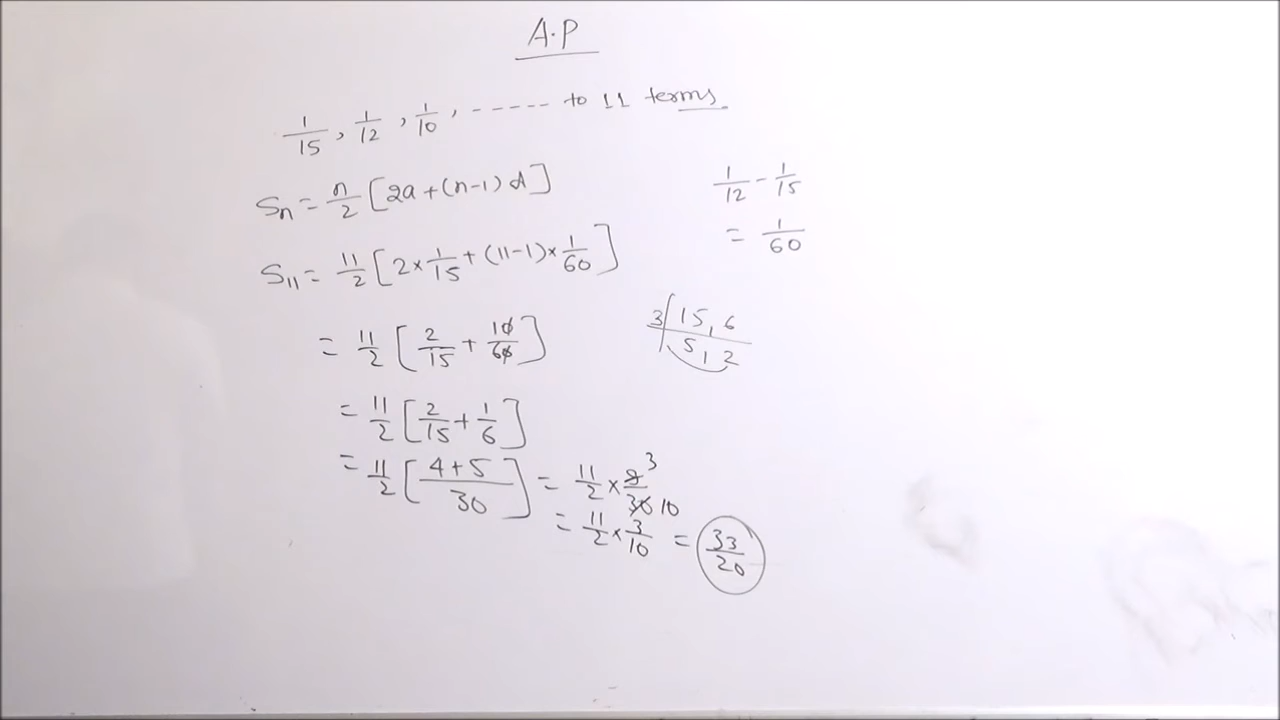 A.P
1/15, 1/12, 1/10, ----- to 11 terms
Sn = n/2 [2a + (n-1) d]
1/12 - 1/15
= 1/60
S11 = 11/2 [2 × 1/15 + (11-1) × 1/60]
= 11/2 [2/15 + 10/60]
3 | 15, 6
5, 2
= 11/2 [2/15 + 1/6]
= 11/2 [(4+5)/30] = 11/2 × 9/30 3 10
= 11/2 × 3/10 = 33/20